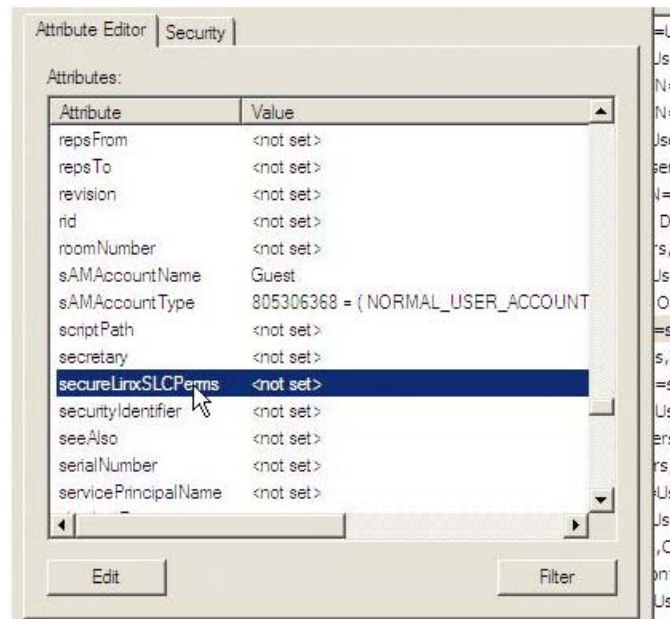 Attribute Editor Security
Attributes:
Attribute Value
repsFrom <not set>
repsTo <not set>
revision <not set>
rid <not set>
roomNumber <not set>
sAMAccountName Guest
sAMAccountType 805306368 = ( NORMAL_USER_ACCOUNT
scriptPath <not set>
secretary <not set>
secureLinxSLCPerms <not set>
securityIdentifier <not set>
seeAlso <not set>
serialNumber <not set>
servicePrincipalName <not set>
Edit Filter